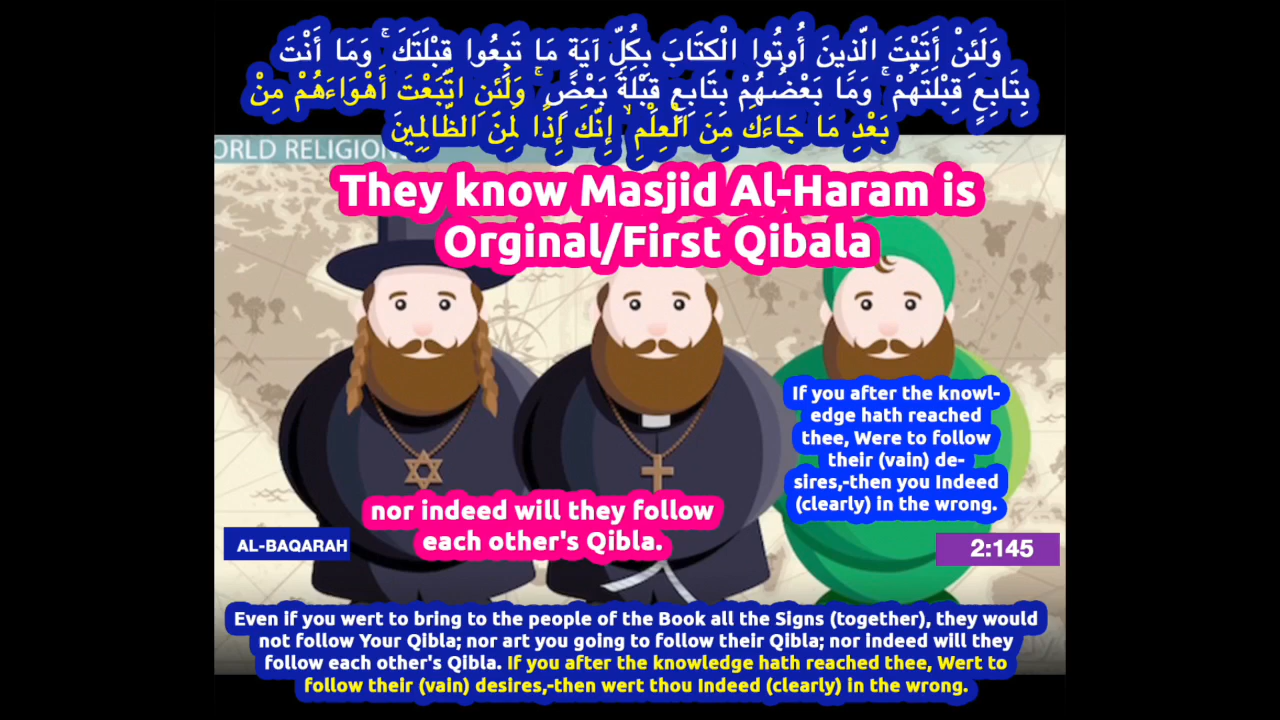 وَلَئِنْ أَتَيْتَ الَّذِينَ أُوتُوا الْكِتَابَ بِكُلِّ آيَةٍ مَا تَبِعُوا قِبْلَتَكَ ۚ وَمَا أَنْتَ
بِتَابِعٍ قِبْلَتَهُمْ ۚ وَمَا بَعْضُهُمْ بِتَابِعٍ قِبْلَةَ بَعْضٍ ۚ وَلَئِنِ اتَّبَعْتَ أَهْوَاءَهُمْ مِنْ
بَعْدِ مَا جَاءَكَ مِنَ الْعِلْمِ ۙ إِنَّكَ إِذًا لَمِنَ الظَّالِمِينَ
ORLD RELIGION
They know Masjid Al-Haram is
Orginal/First Qibala
If you after the knowl-
edge hath reached
thee, Were to follow
their (vain) de-
sires,-then you Indeed
(clearly) in the wrong.
nor indeed will they follow
each other's Qibla.
AL-BAQARAH
2:145
Even if you wert to bring to the people of the Book all the Signs (together), they would
not follow Your Qibla; nor art you going to follow their Qibla; nor indeed will they
follow each other's Qibla. If you after the knowledge hath reached thee, Wert to
follow their (vain) desires,-then wert thou Indeed (clearly) in the wrong.